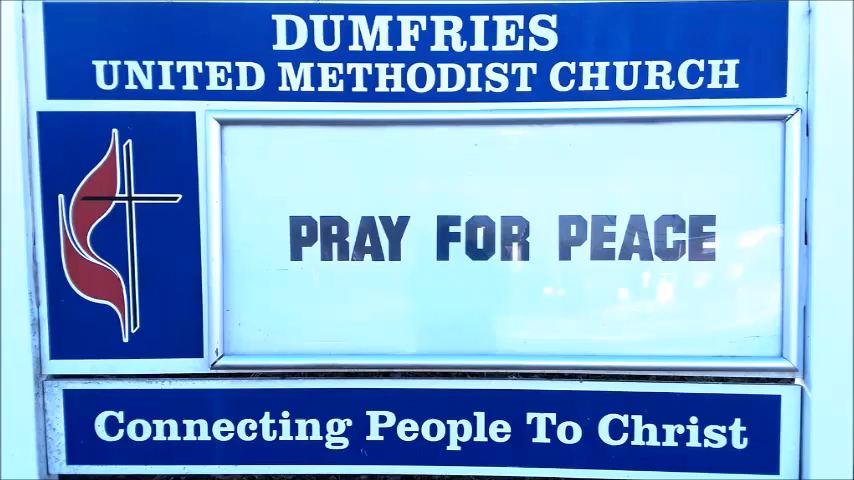 DUMFRIES
UNITED METHODIST CHURCH
PRAY FOR PEACE
Connecting People To Christ